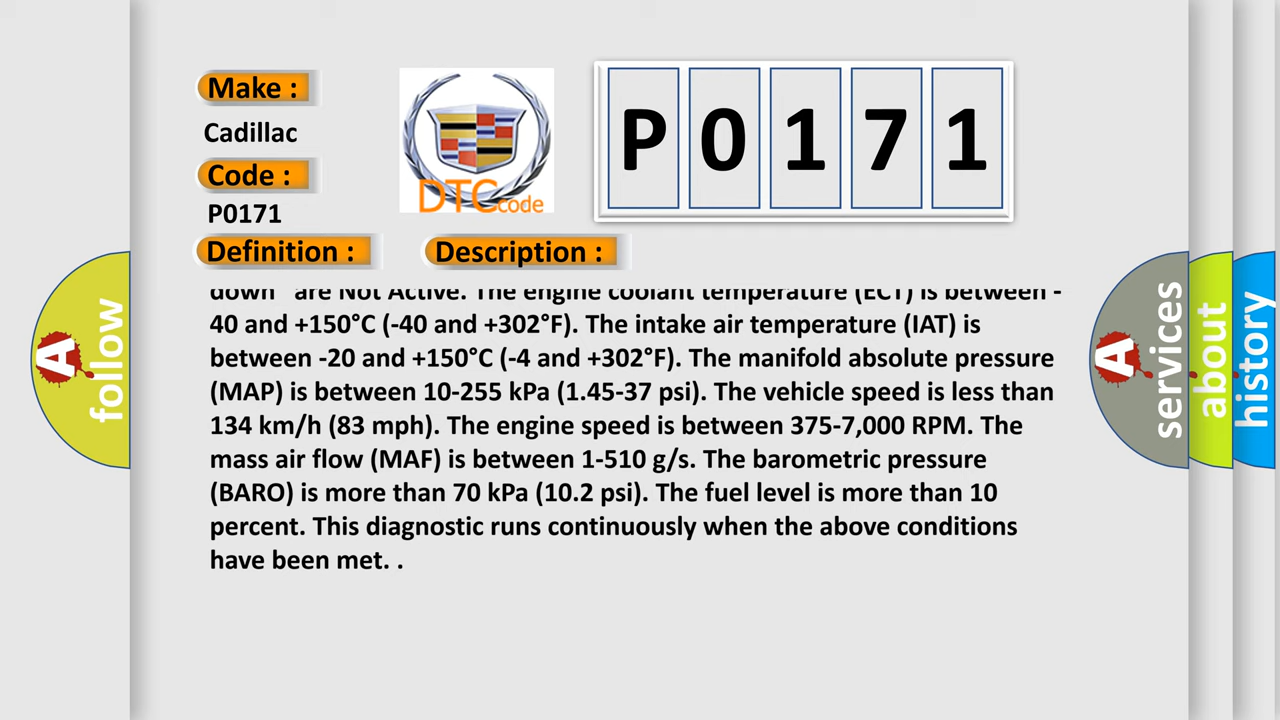 Make :
Cadillac
Code :
P0171
DTC code
P0171
Definition :
Description :
down" are Not Active. The engine coolant temperature (ECT) is between -
40 and +150°C (-40 and +302°F). The intake air temperature (IAT) is
between -20 and +150°C (-4 and +302°F). The manifold absolute pressure
(MAP) is between 10-255 kPa (1.45-37 psi). The vehicle speed is less than
134 km/h (83 mph). The engine speed is between 375-7,000 RPM. The
mass air flow (MAF) is between 1-510 g/s. The barometric pressure
(BARO) is more than 70 kPa (10.2 psi). The fuel level is more than 10
percent. This diagnostic runs continuously when the above conditions
have been met. .
A follow
A services
about
history